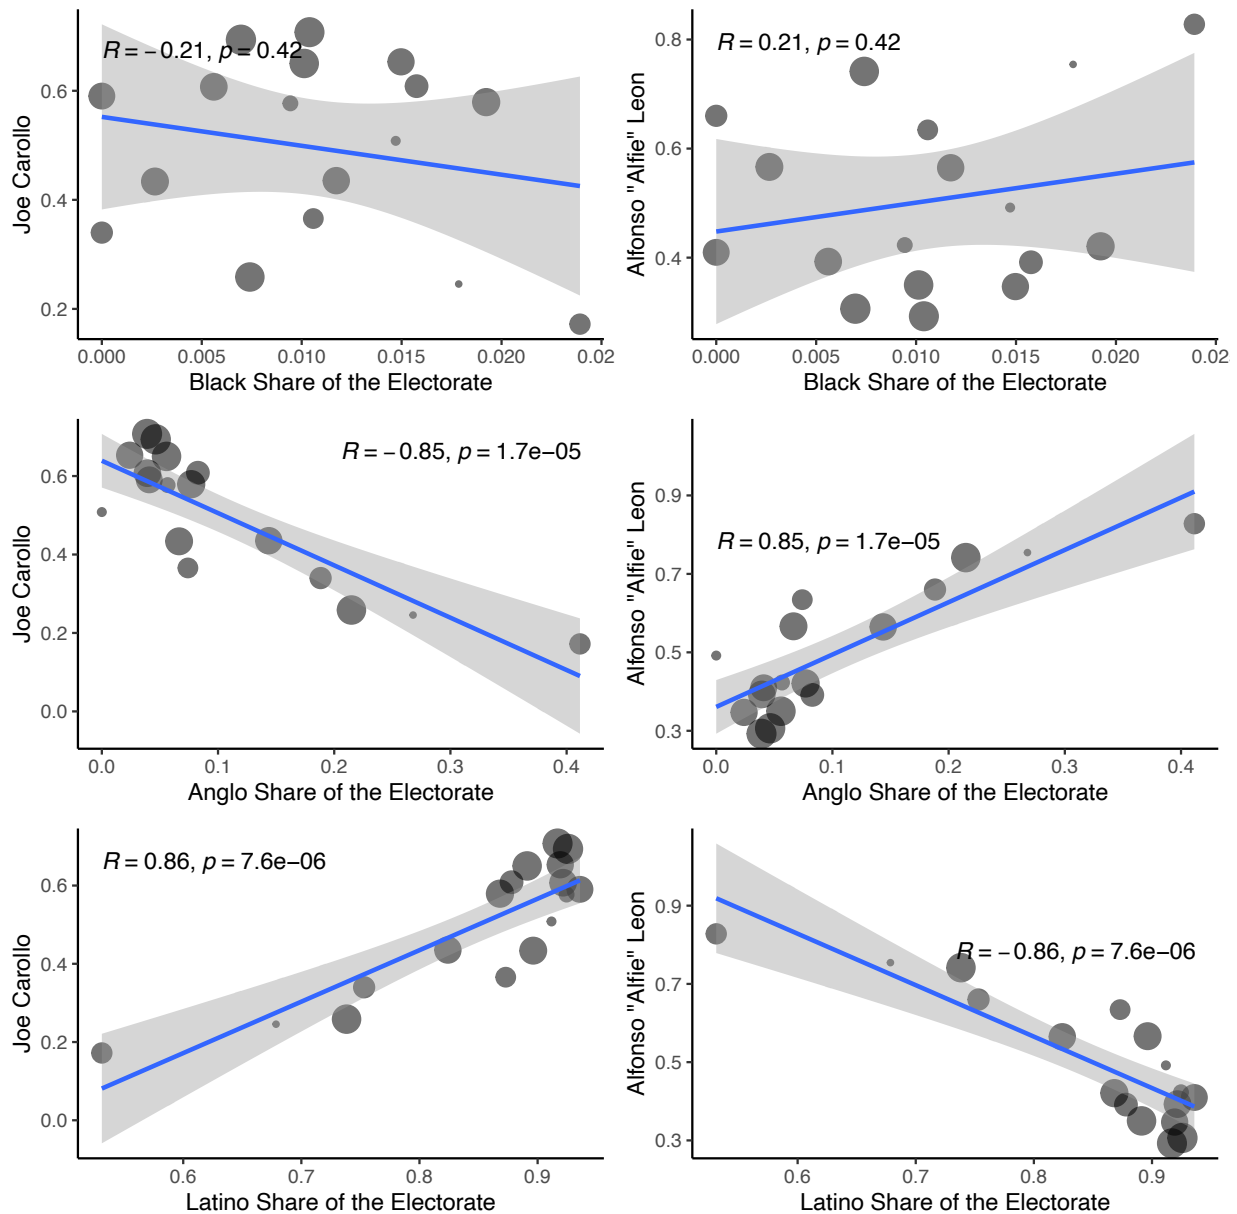 R = −0.21, p = 0.42
0.6
0.4
0.2
Joe Carollo
0.000 0.005 0.010 0.015 0.020 0.02
Black Share of the Electorate
R = 0.21, p = 0.42
0.8
0.6
0.4
Alfonso "Alfie" Leon
0.000 0.005 0.010 0.015 0.020 0.02
Black Share of the Electorate
R = −0.85, p = 1.7e−05
0.6
0.4
0.2
0.0
Joe Carollo
0.0 0.1 0.2 0.3 0.4
Anglo Share of the Electorate
R = 0.85, p = 1.7e−05
0.9
0.7
0.5
0.3
Alfonso "Alfie" Leon
0.0 0.1 0.2 0.3 0.4
Anglo Share of the Electorate
R = 0.86, p = 7.6e−06
0.6
0.4
0.2
0.0
Joe Carollo
0.6 0.7 0.8 0.9
Latino Share of the Electorate
R = −0.86, p = 7.6e−06
0.9
0.7
0.5
0.3
Alfonso "Alfie" Leon
0.6 0.7 0.8 0.9
Latino Share of the Electorate